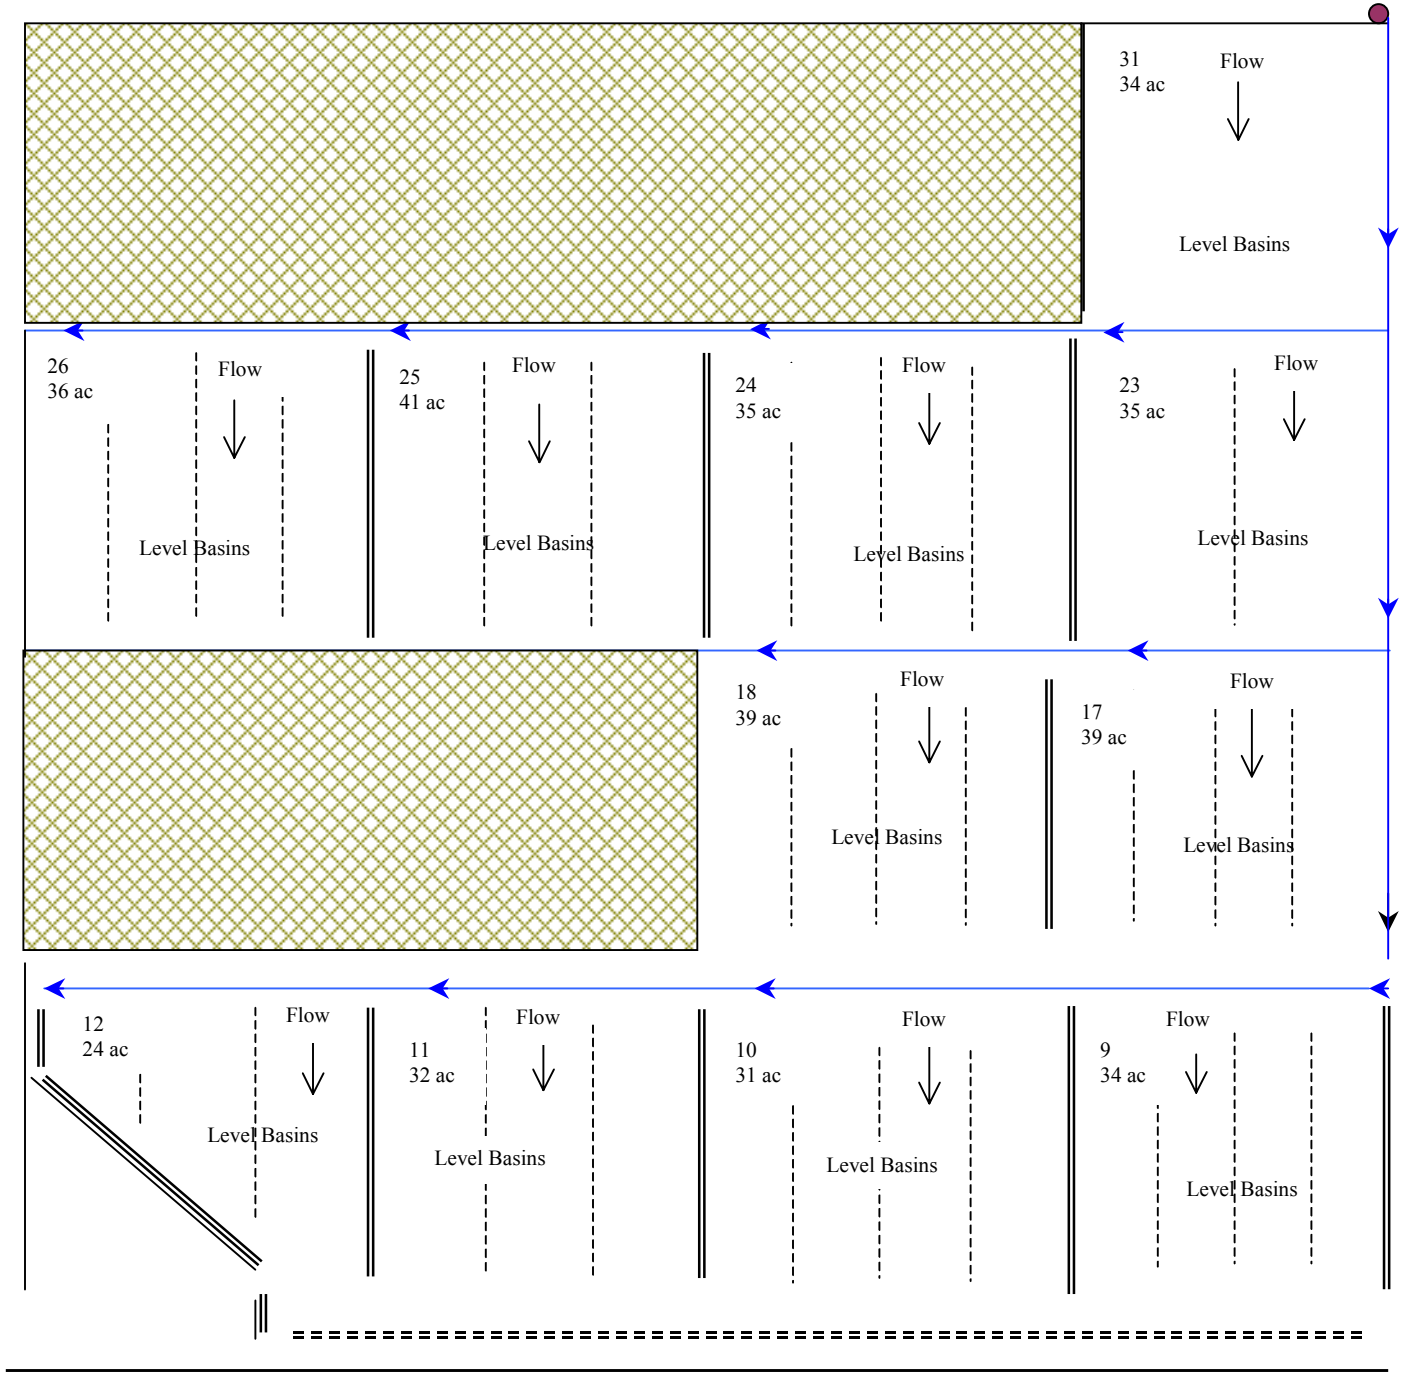 31
34 ac
Flow
Level Basins
26
36 ac
Flow
Level Basins
25
41 ac
Flow
Level Basins
24
35 ac
Flow
Level Basins
23
35 ac
Flow
Level Basins
18
39 ac
Flow
Level Basins
17
39 ac
Flow
Level Basins
12
24 ac
Flow
Level Basins
11
32 ac
Flow
Level Basins
10
31 ac
Flow
Level Basins
9
34 ac
Flow
Level Basins